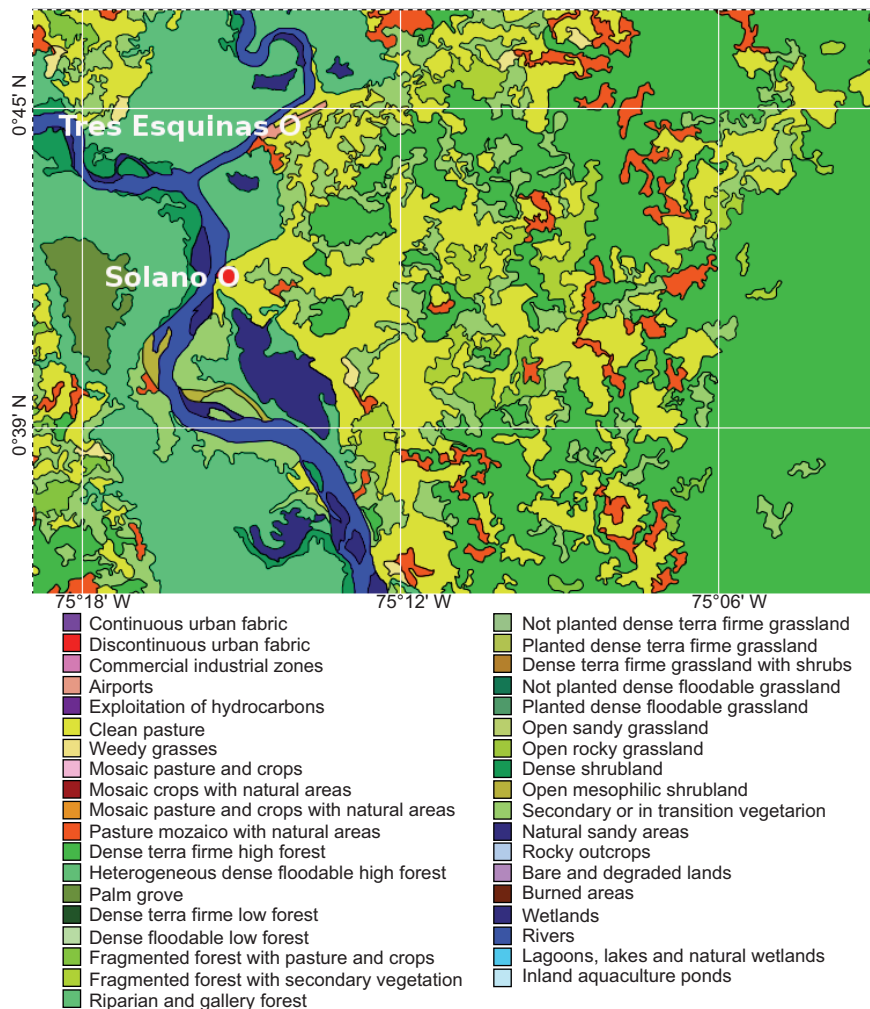 0°45' N
Tres Esquinas O
Solano O
0°39' N
75°18' W
75°12' W
75°06' W
Continuous urban fabric
Discontinuous urban fabric
Commercial industrial zones
Airports
Exploitation of hydrocarbons
Clean pasture
Weedy grasses
Mosaic pasture and crops
Mosaic crops with natural areas
Mosaic pasture and crops with natural areas
Pasture mozaico with natural areas
Dense terra firme high forest
Heterogeneous dense floodable high forest
Palm grove
Dense terra firme low forest
Dense floodable low forest
Fragmented forest with pasture and crops
Fragmented forest with secondary vegetation
Riparian and gallery forest
Not planted dense terra firme grassland
Planted dense terra firme grassland
Dense terra firme grassland with shrubs
Not planted dense floodable grassland
Planted dense floodable grassland
Open sandy grassland
Open rocky grassland
Dense shrubland
Open mesophilic shrubland
Secondary or in transition vegetarion
Natural sandy areas
Rocky outcrops
Bare and degraded lands
Burned areas
Wetlands
Rivers
Lagoons, lakes and natural wetlands
Inland aquaculture ponds